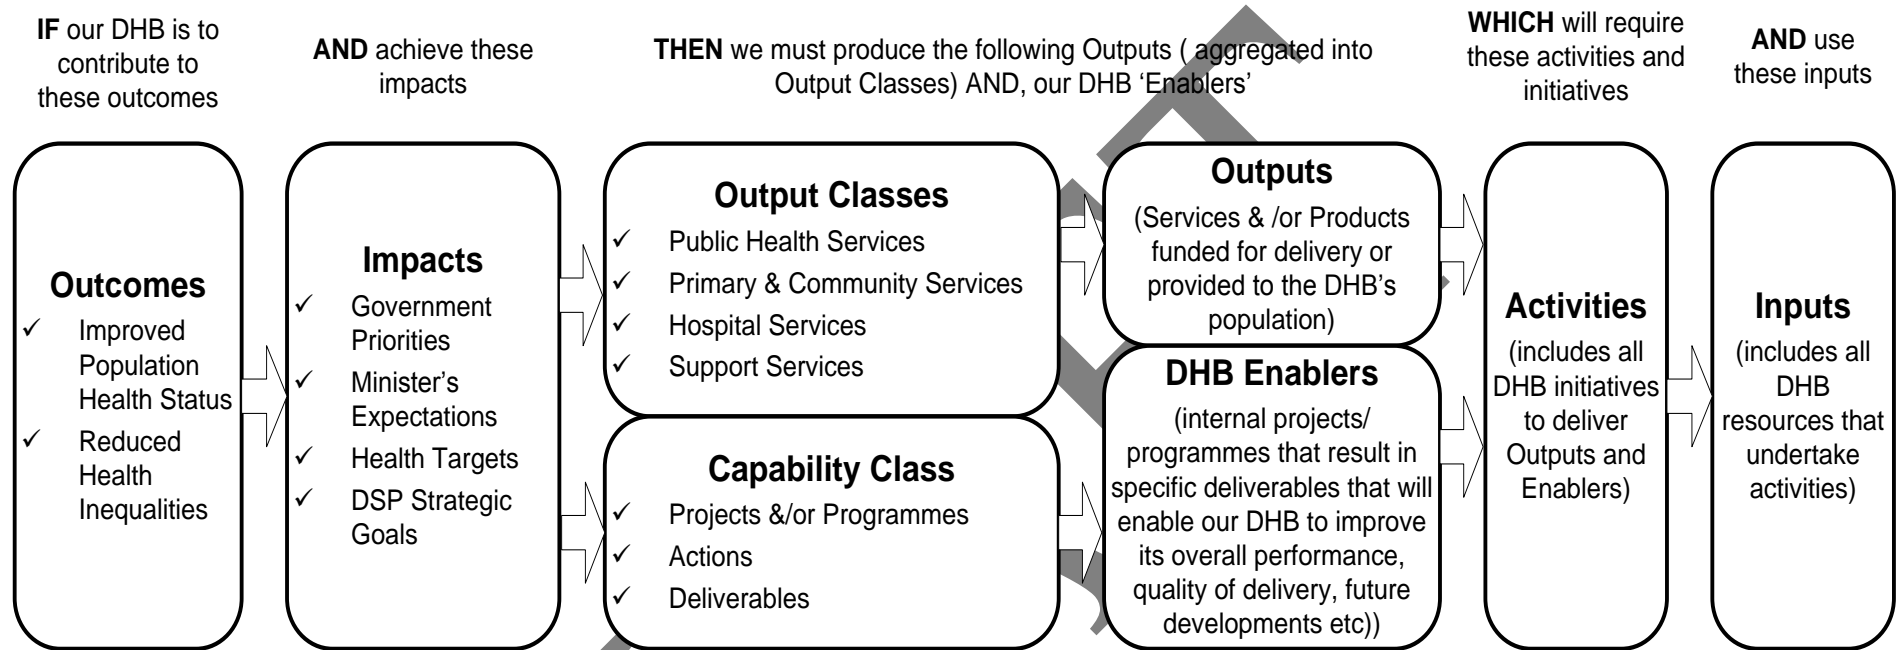 IF our DHB is to
contribute to
these outcomes
AND achieve these
impacts
THEN we must produce the following Outputs ( aggregated into
Output Classes) AND, our DHB ‘Enablers’
WHICH will require
these activities and
initiatives
AND use
these inputs
Outcomes
✓ Improved
Population
Health Status
✓ Reduced
Health
Inequalities
Impacts
✓ Government
Priorities
✓ Minister’s
Expectations
✓ Health Targets
✓ DSP Strategic
Goals
Output Classes
✓ Public Health Services
✓ Primary & Community Services
✓ Hospital Services
✓ Support Services
Capability Class
✓ Projects &/or Programmes
✓ Actions
✓ Deliverables
Outputs
(Services & /or Products
funded for delivery or
provided to the DHB’s
population)
DHB Enablers
(internal projects/
programmes that result in
specific deliverables that will
enable our DHB to improve
its overall performance,
quality of delivery, future
developments etc))
Activities
(includes all
DHB initiatives
to deliver
Outputs and
Enablers)
Inputs
(includes all
DHB
resources that
undertake
activities)